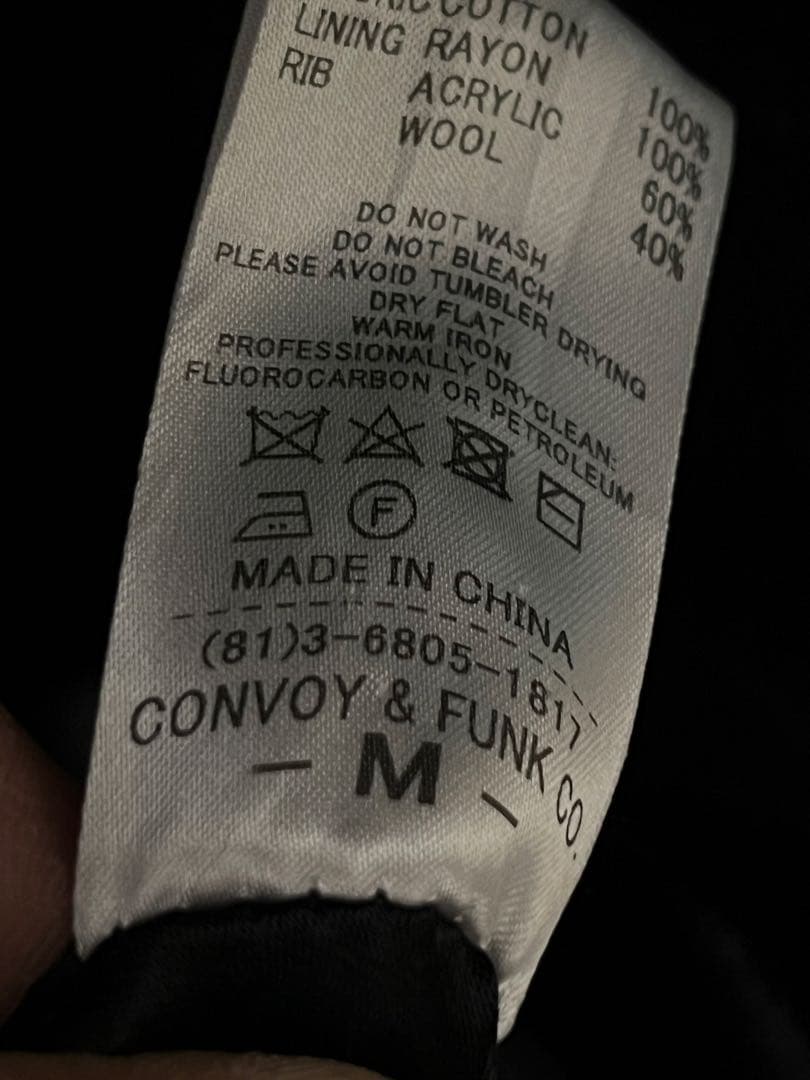 COTTON 100%
LINING RAYON 100%
RIB ACRYLIC 60%
WOOL 40%
DO NOT WASH
DO NOT BLEACH
PLEASE AVOID TUMBLER DRYING
DRY FLAT
WARM IRON
PROFESSIONALLY DRYCLEAN:
FLUOROCARBON OR PETROLEUM
F
MADE IN CHINA
(81)3-6805-1817
CONVOY & FUNK CO.
- M -